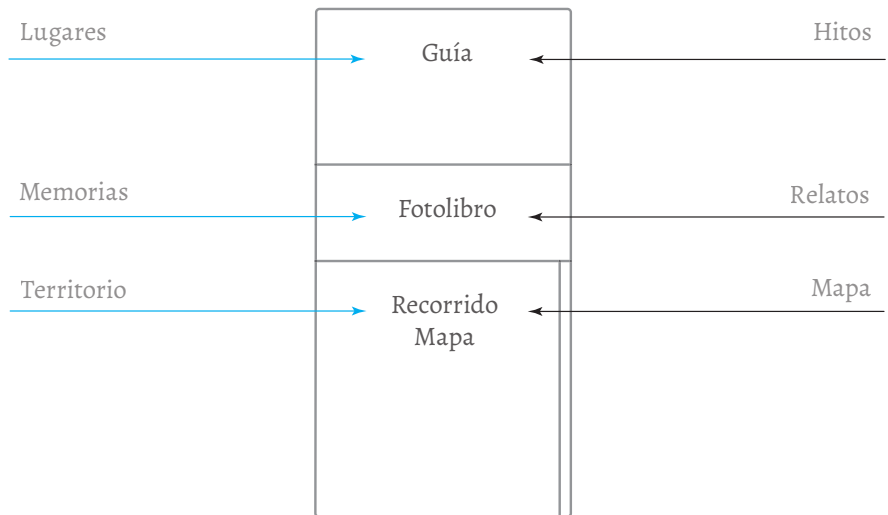 Lugares
Guía
Hitos
Memorias
Fotolibro
Relatos
Territorio
Recorrido
Mapa
Mapa